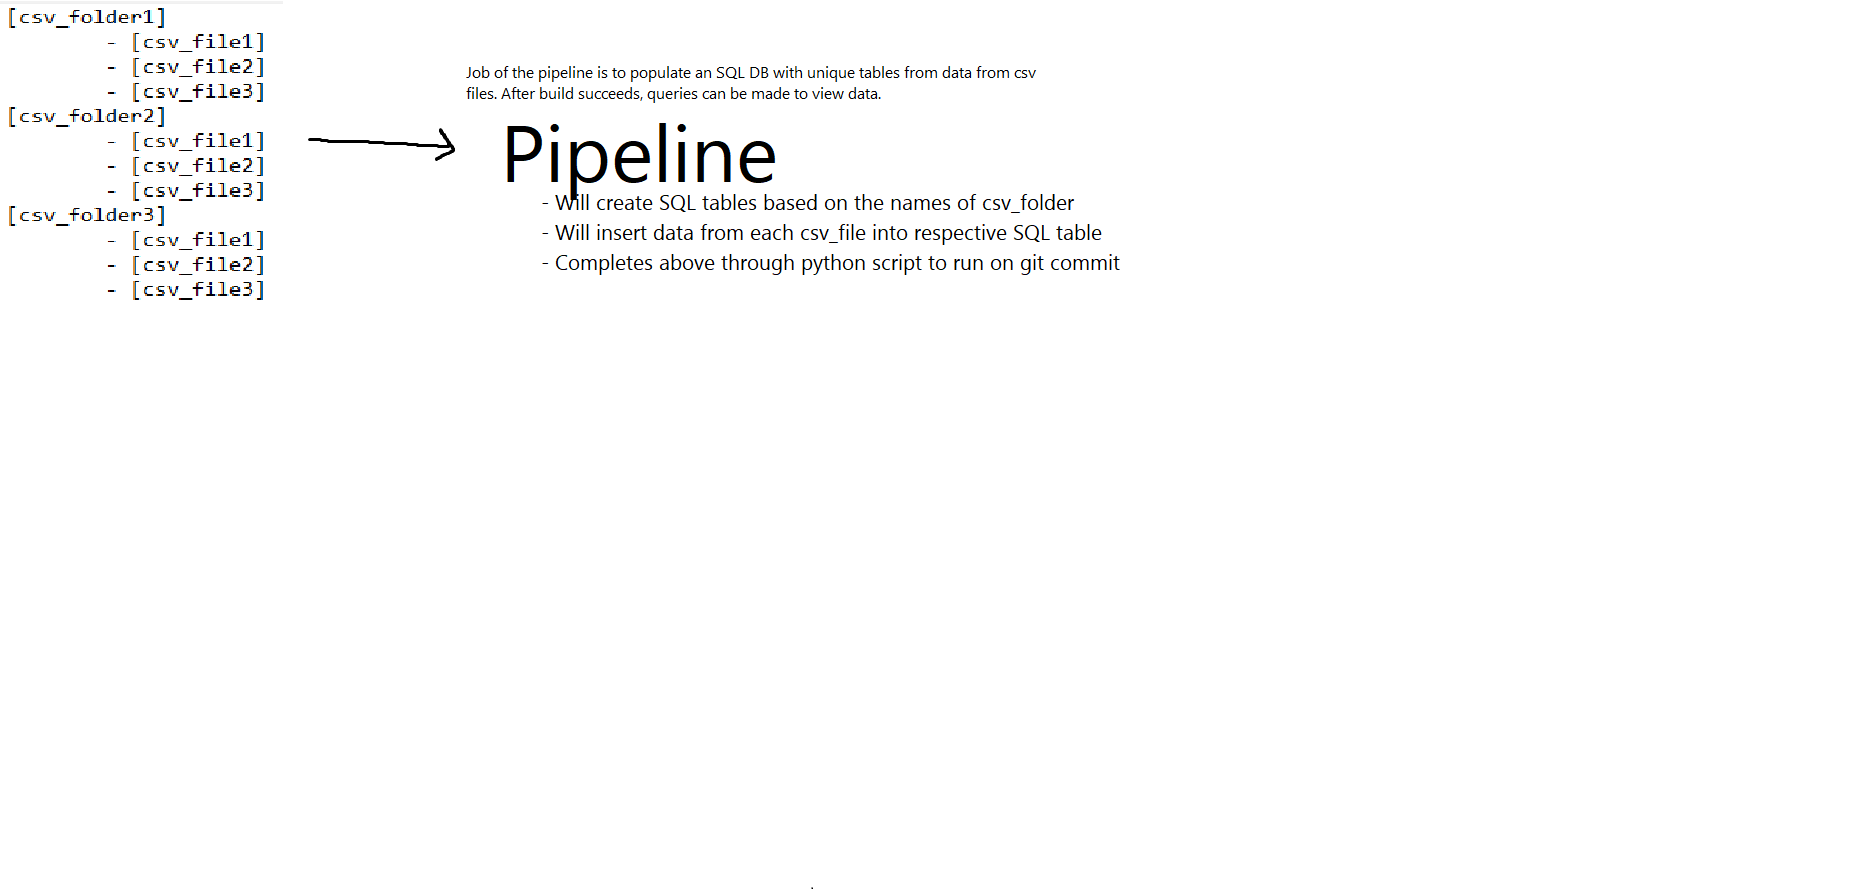 [csv_folder1]
- [csv_file1]
- [csv_file2]
- [csv_file3]
[csv_folder2]
- [csv_file1]
- [csv_file2]
- [csv_file3]
[csv_folder3]
- [csv_file1]
- [csv_file2]
- [csv_file3]
Job of the pipeline is to populate an SQL DB with unique tables from data from csv
files. After build succeeds, queries can be made to view data.
Pipeline
- Will create SQL tables based on the names of csv_folder
- Will insert data from each csv_file into respective SQL table
- Completes above through python script to run on git commit